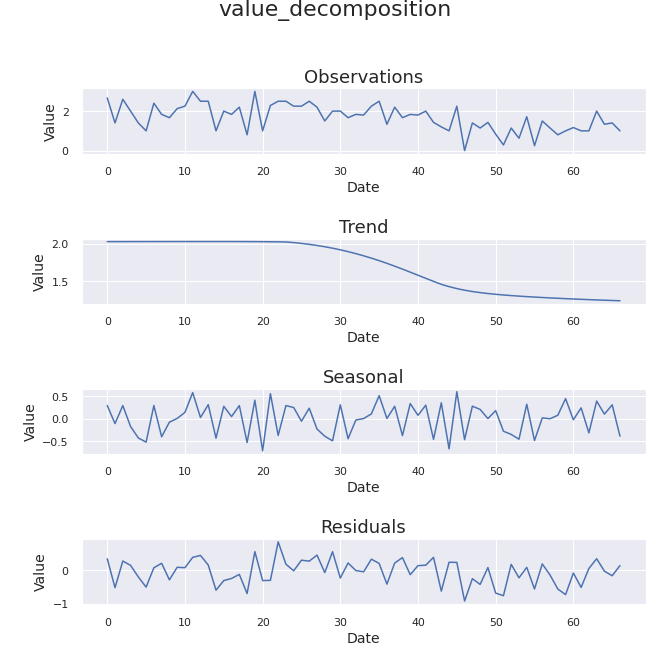 value_decomposition
Observations
Value
2
0
0 10 20 30 40 50 60
Date
Trend
Value
2.0
1.5
0 10 20 30 40 50 60
Date
Seasonal
Value
0.5
0.0
−0.5
0 10 20 30 40 50 60
Date
Residuals
Value
0
−1
0 10 20 30 40 50 60
Date